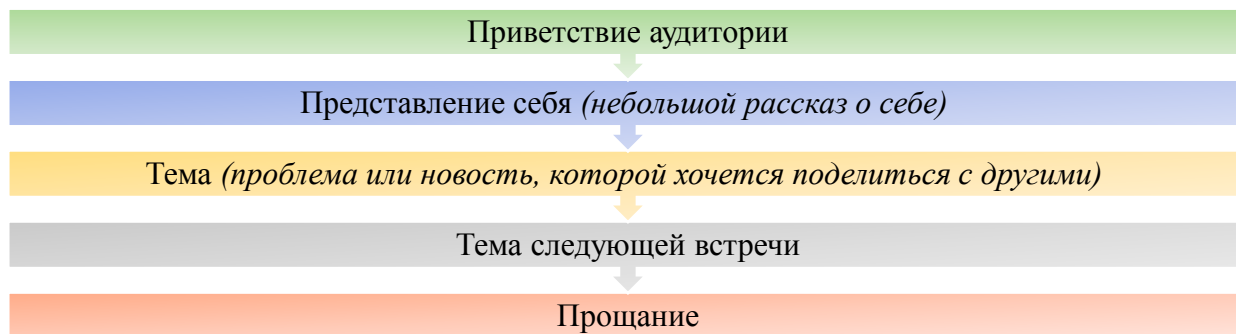 Приветствие аудитории
Представление себя (небольшой рассказ о себе)
Тема (проблема или новость, которой хочется поделиться с другими)
Тема следующей встречи
Прощание